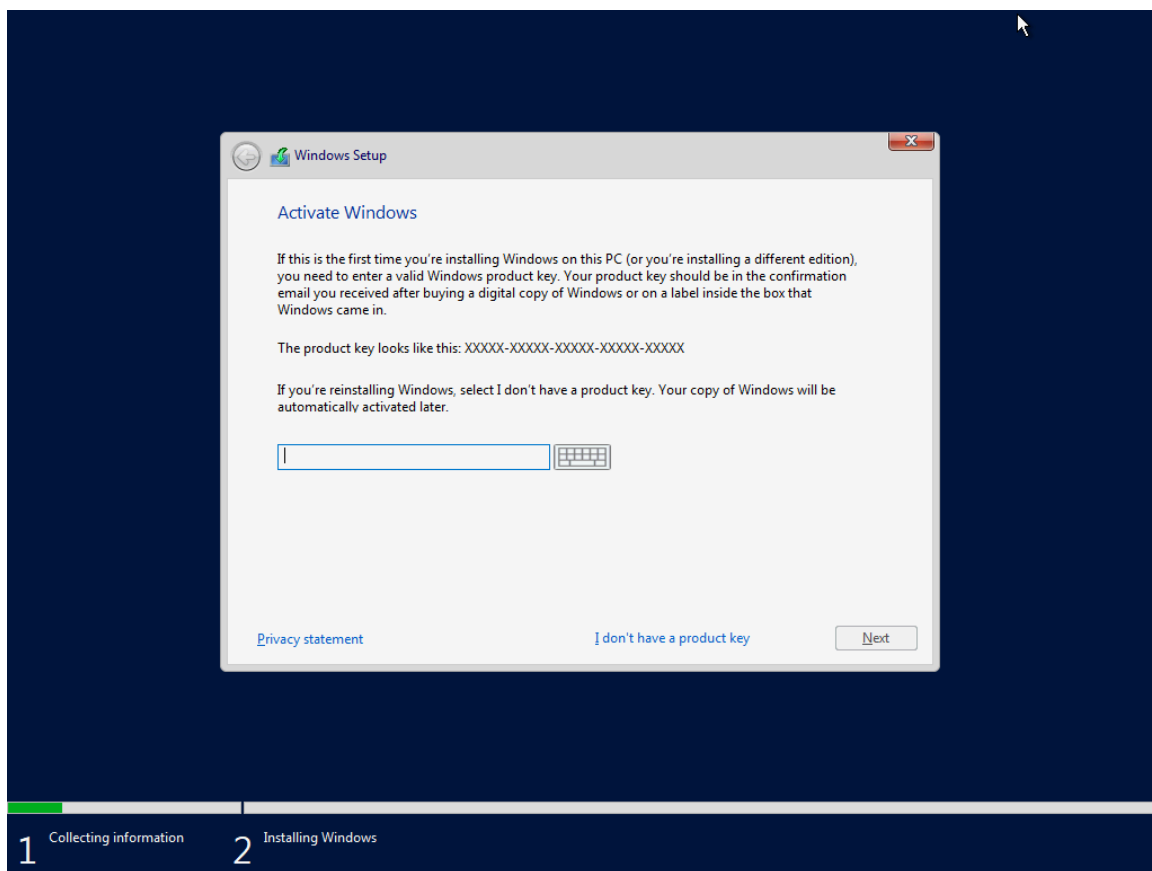 Windows Setup
Activate Windows
If this is the first time you're installing Windows on this PC (or you're installing a different edition),
you need to enter a valid Windows product key. Your product key should be in the confirmation
email you received after buying a digital copy of Windows or on a label inside the box that
Windows came in.
The product key looks like this: XXXXX-XXXXX-XXXXX-XXXXX-XXXXX
If you're reinstalling Windows, select I don't have a product key. Your copy of Windows will be
automatically activated later.
Privacy statement
I don't have a product key
Next
1 Collecting information
2 Installing Windows